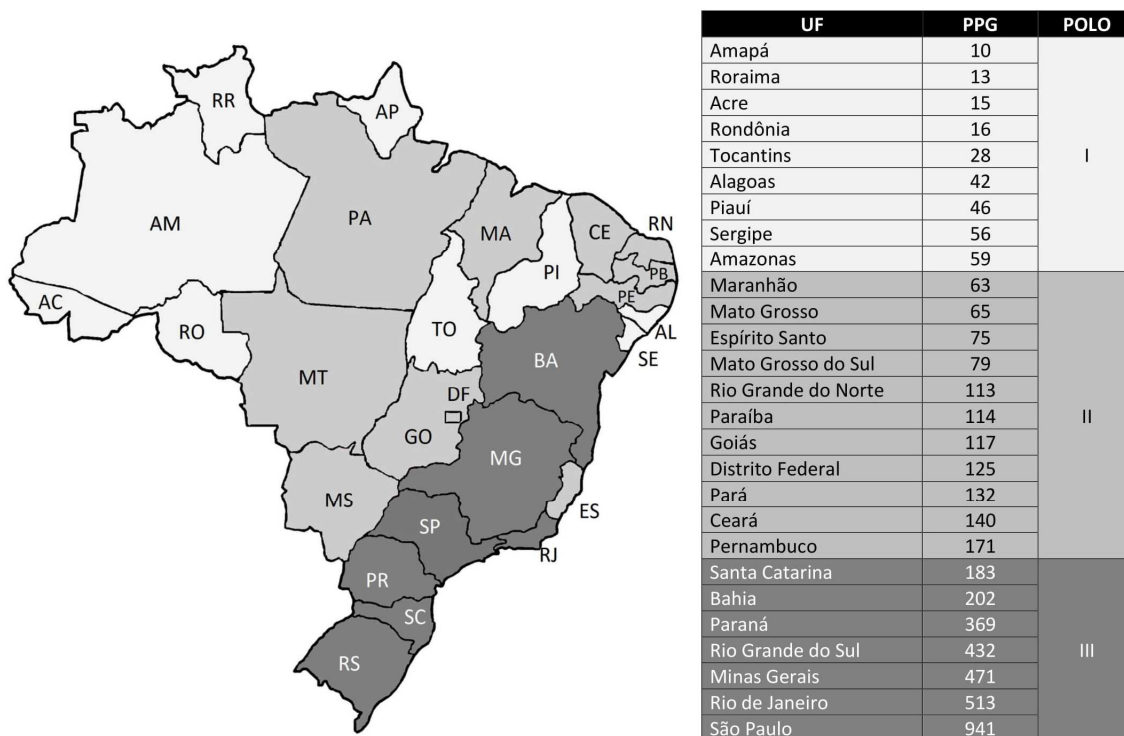 RR
AP
AM
PA
MA
CE
RN
PI
PB
PE
AC
RO
TO
AL
SE
BA
MT
DF
GO
MG
MS
ES
SP
RJ
PR
SC
RS
UF PPG POLO
Amapá 10
Roraima 13
Acre 15
Rondônia 16
Tocantins 28 I
Alagoas 42
Piauí 46
Sergipe 56
Amazonas 59
Maranhão 63
Mato Grosso 65
Espírito Santo 75
Mato Grosso do Sul 79
Rio Grande do Norte 113
Paraíba 114 II
Goiás 117
Distrito Federal 125
Pará 132
Ceará 140
Pernambuco 171
Santa Catarina 183
Bahia 202
Paraná 369
Rio Grande do Sul 432 III
Minas Gerais 471
Rio de Janeiro 513
São Paulo 941